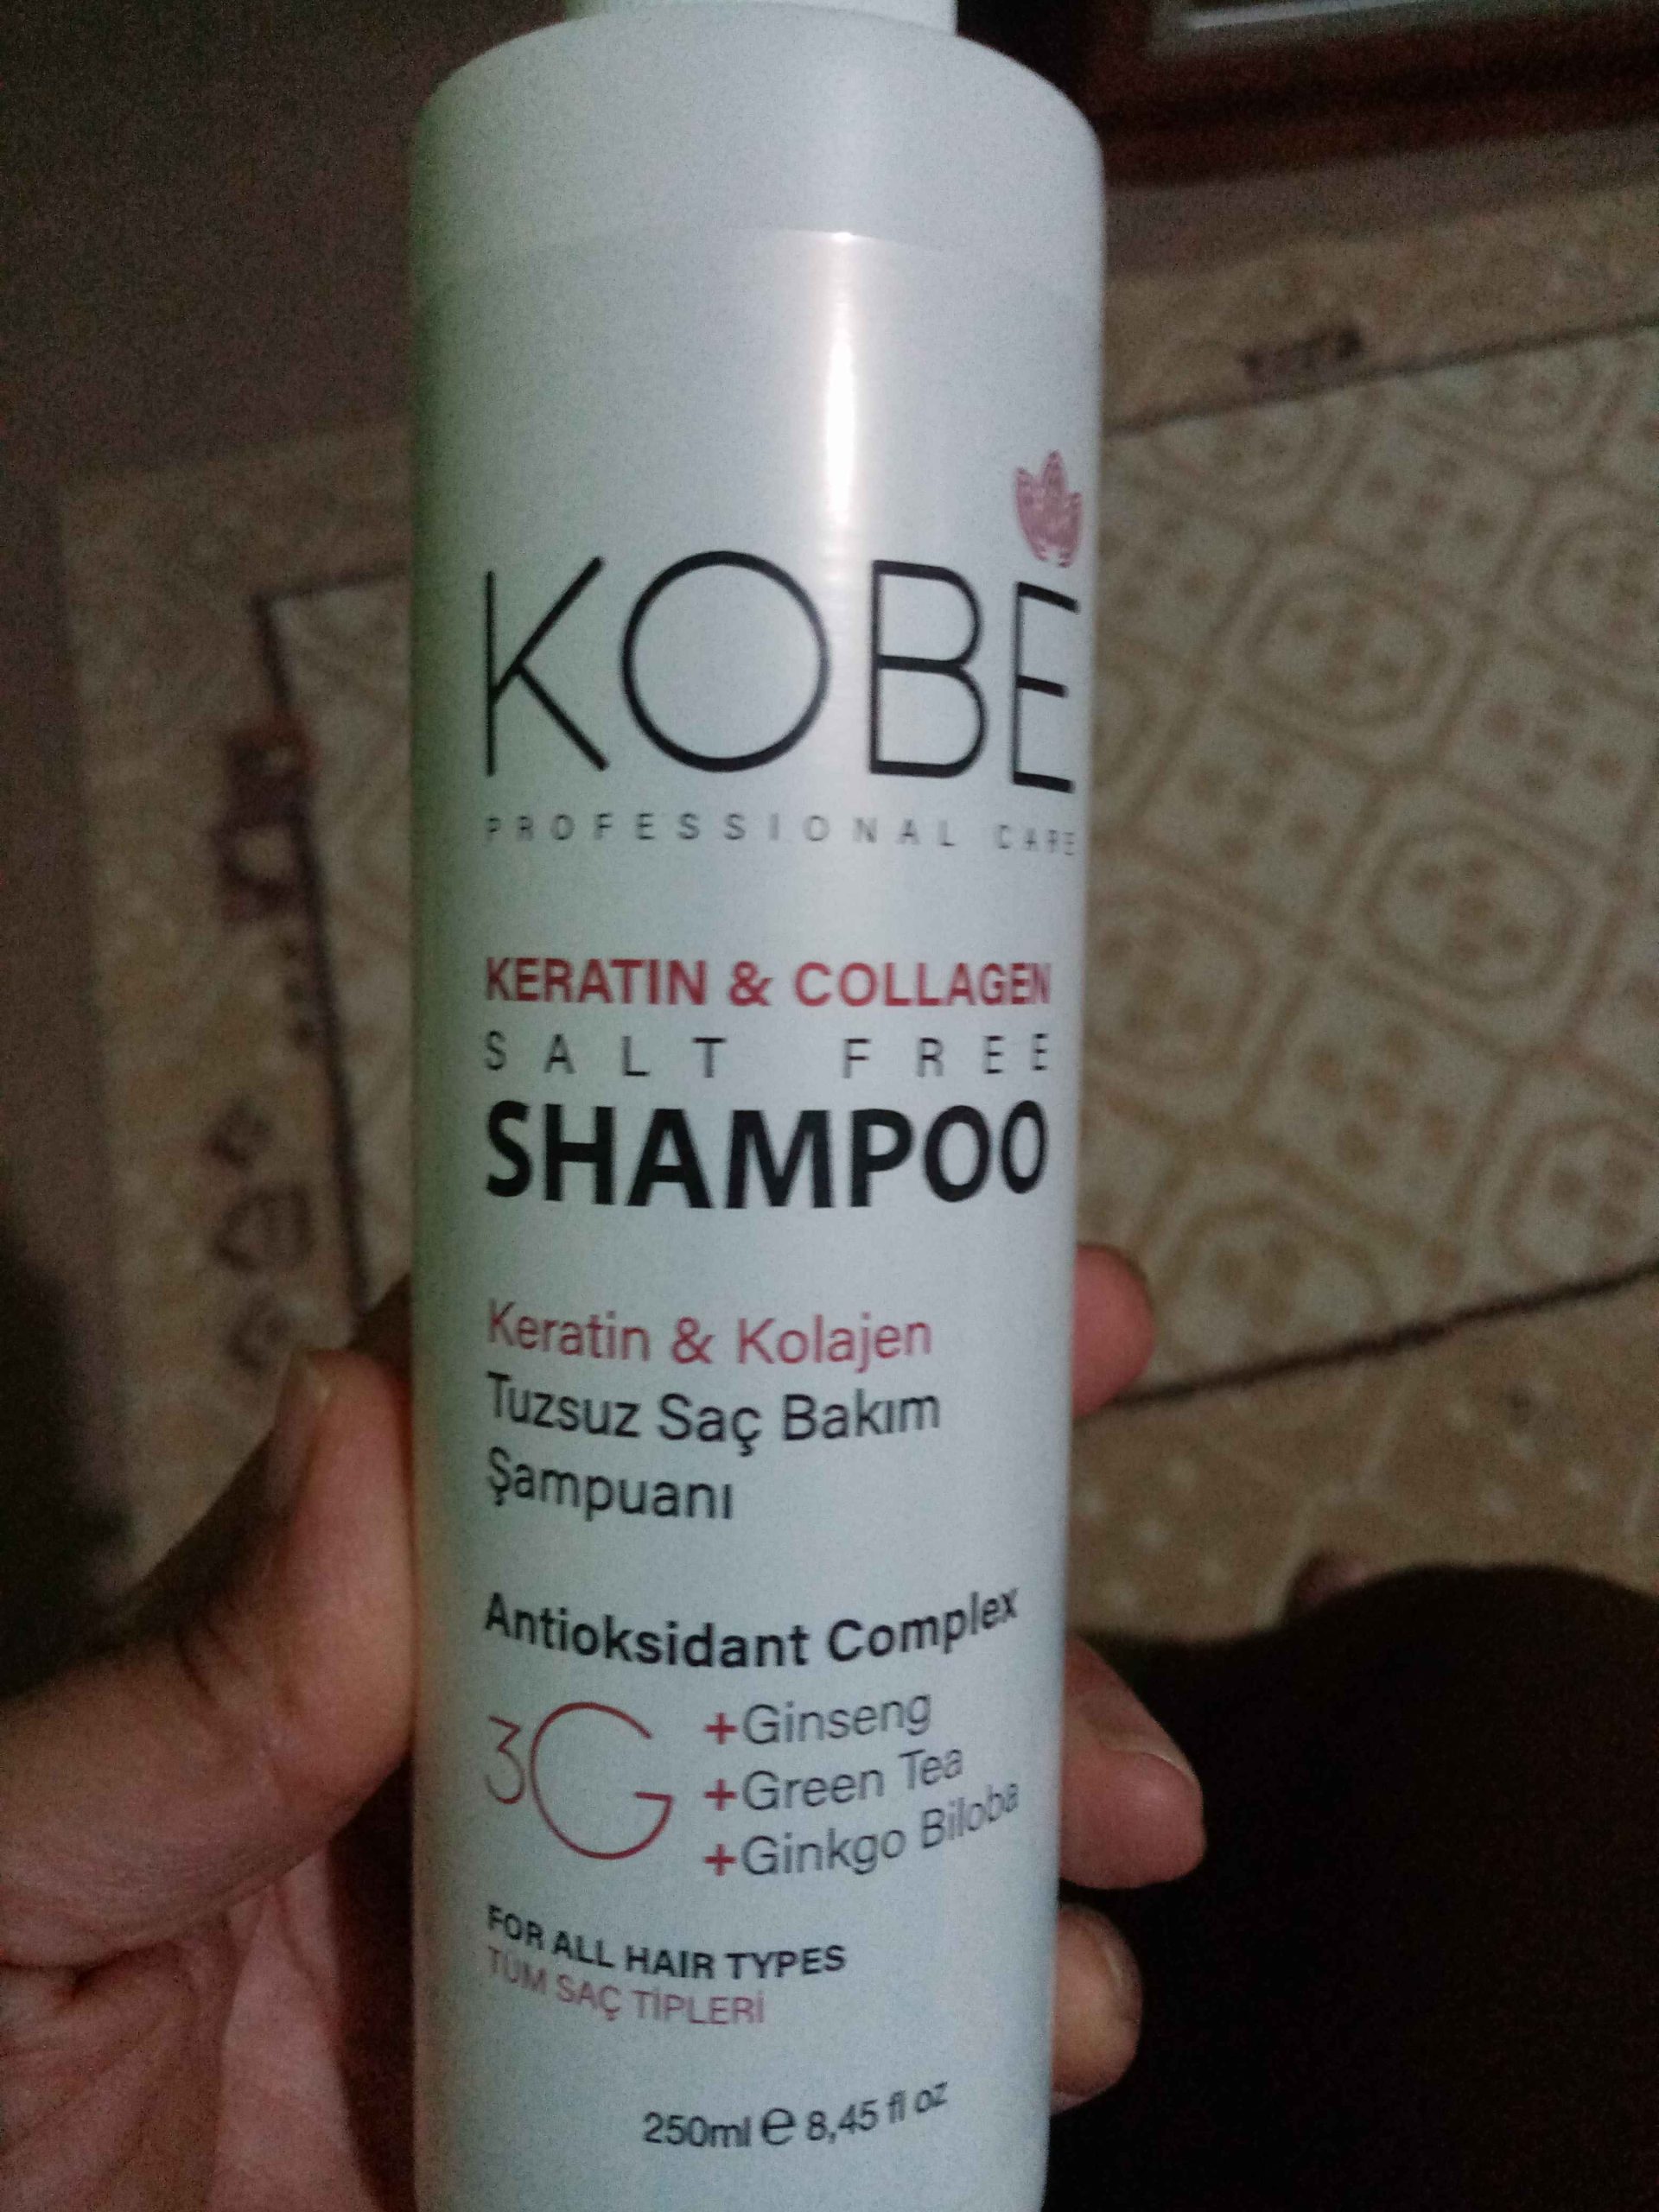 KOBE
PROFESSIONAL CARE
KERATIN & COLLAGEN
SALT FREE
SHAMPOO
Keratin & Kolajen
Tuzsuz Saç Bakım
Şampuanı
Antioksidant Complex
3G
+Ginseng
+Green Tea
+Ginkgo Biloba
FOR ALL HAIR TYPES
TÜM SAÇ TİPLERİ
250ml e 8,45 fl oz